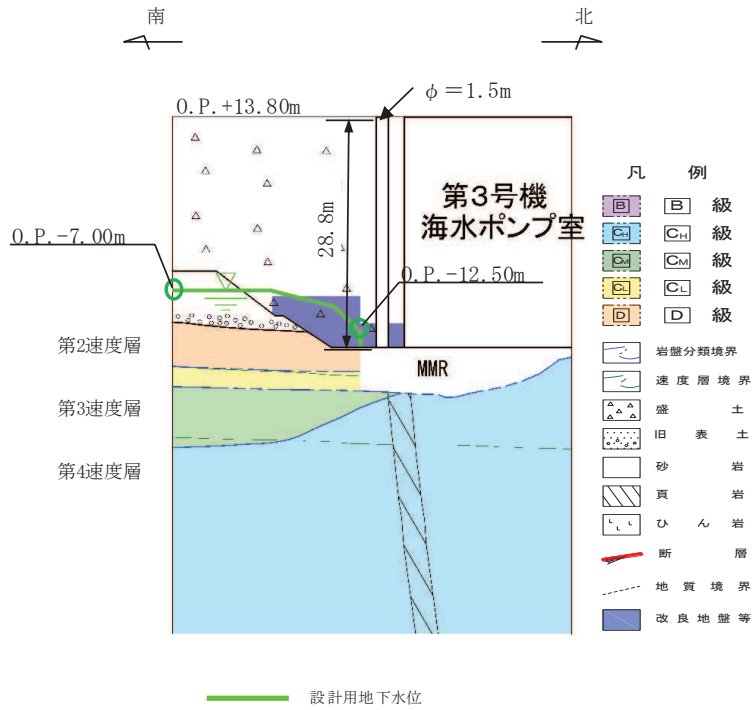 南
北
φ=1.5m
O.P.+13.80m
28.8m
第3号機
海水ポンプ室
O.P.-7.00m
O.P.-12.50m
第2速度層
MMR
第3速度層
第4速度層
凡 例
B B 級
CH CH 級
CM CM 級
CL CL 級
D D 級
岩盤分類境界
速度層境界
盛土
旧表土
砂岩
頁岩
ひん岩
断層
地質境界
改良地盤等
設計用地下水位